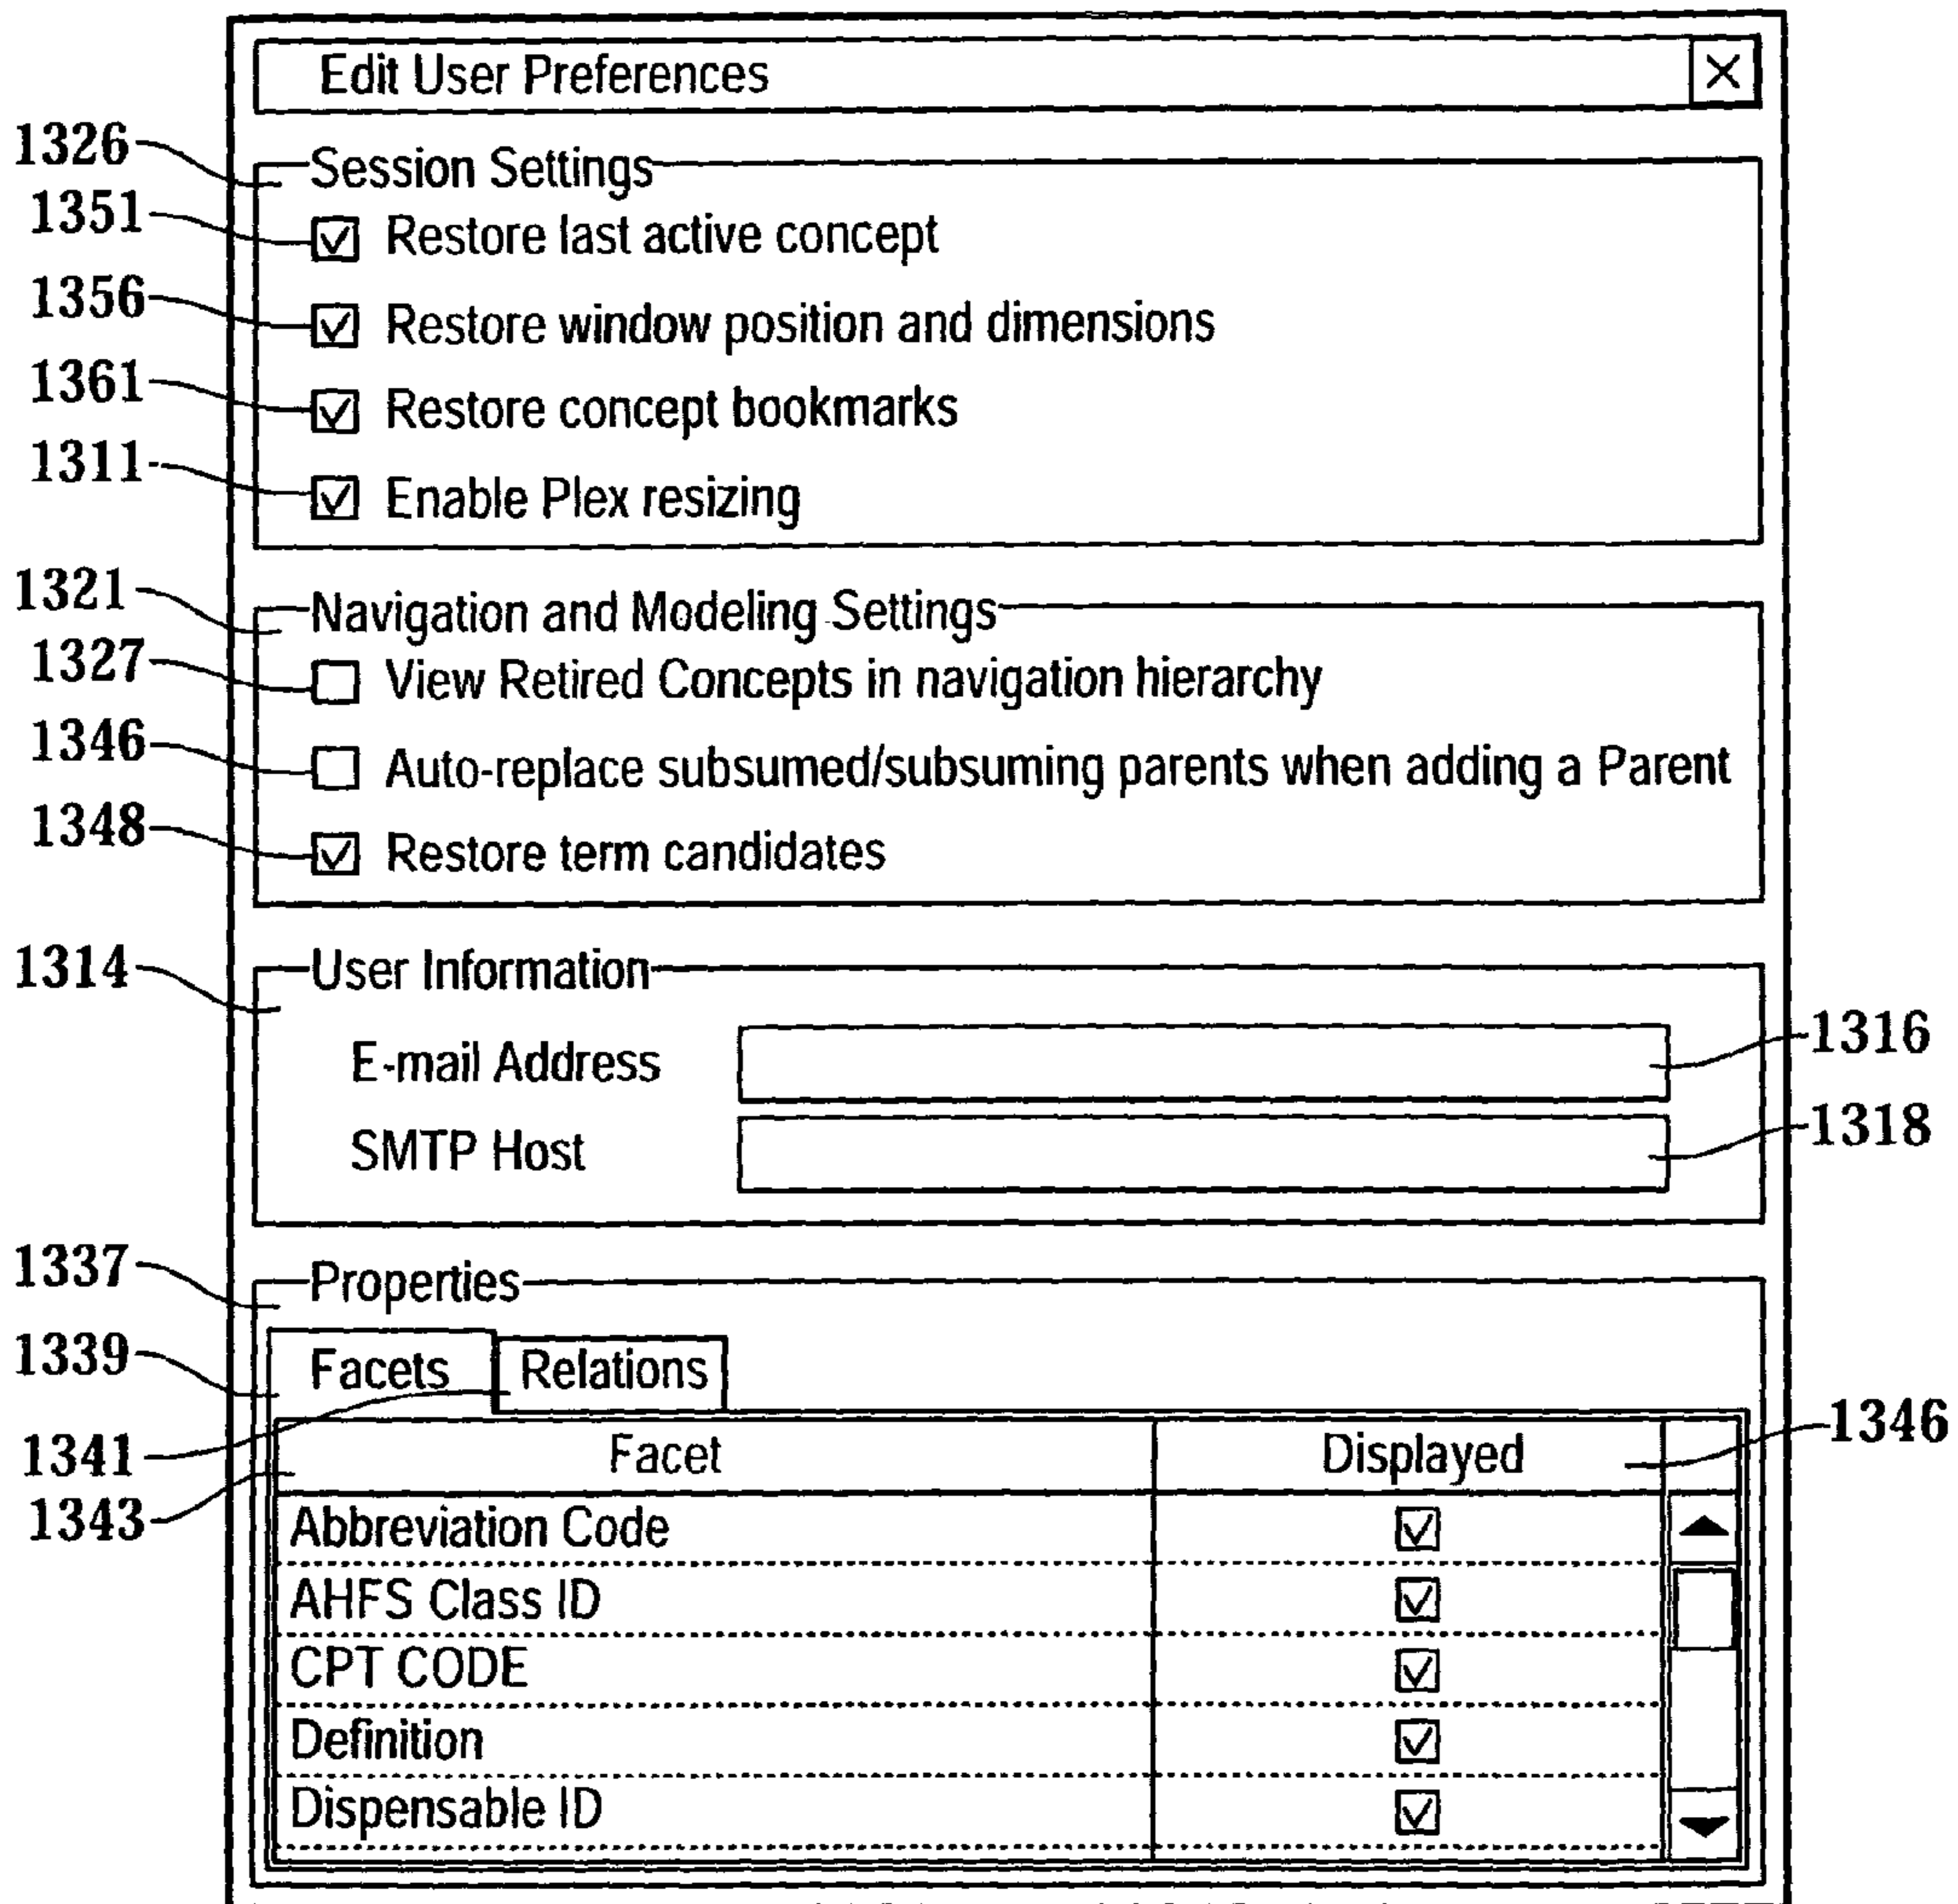 Edit User Preferences
1326
Session Settings
1351
Restore last active concept
1356
Restore window position and dimensions
1361
Restore concept bookmarks
1311
Enable Plex resizing
1321
Navigation and Modeling Settings
1327
View Retired Concepts in navigation hierarchy
1346
Auto-replace subsumed/subsuming parents when adding a Parent
1348
Restore term candidates
1314
User Information
E-mail Address
1316
SMTP Host
1318
1337
Properties
1339
Facets Relations
1341
Facet Displayed
1346
1343
Abbreviation Code
AHFS Class ID
CPT CODE
Definition
Dispensable ID